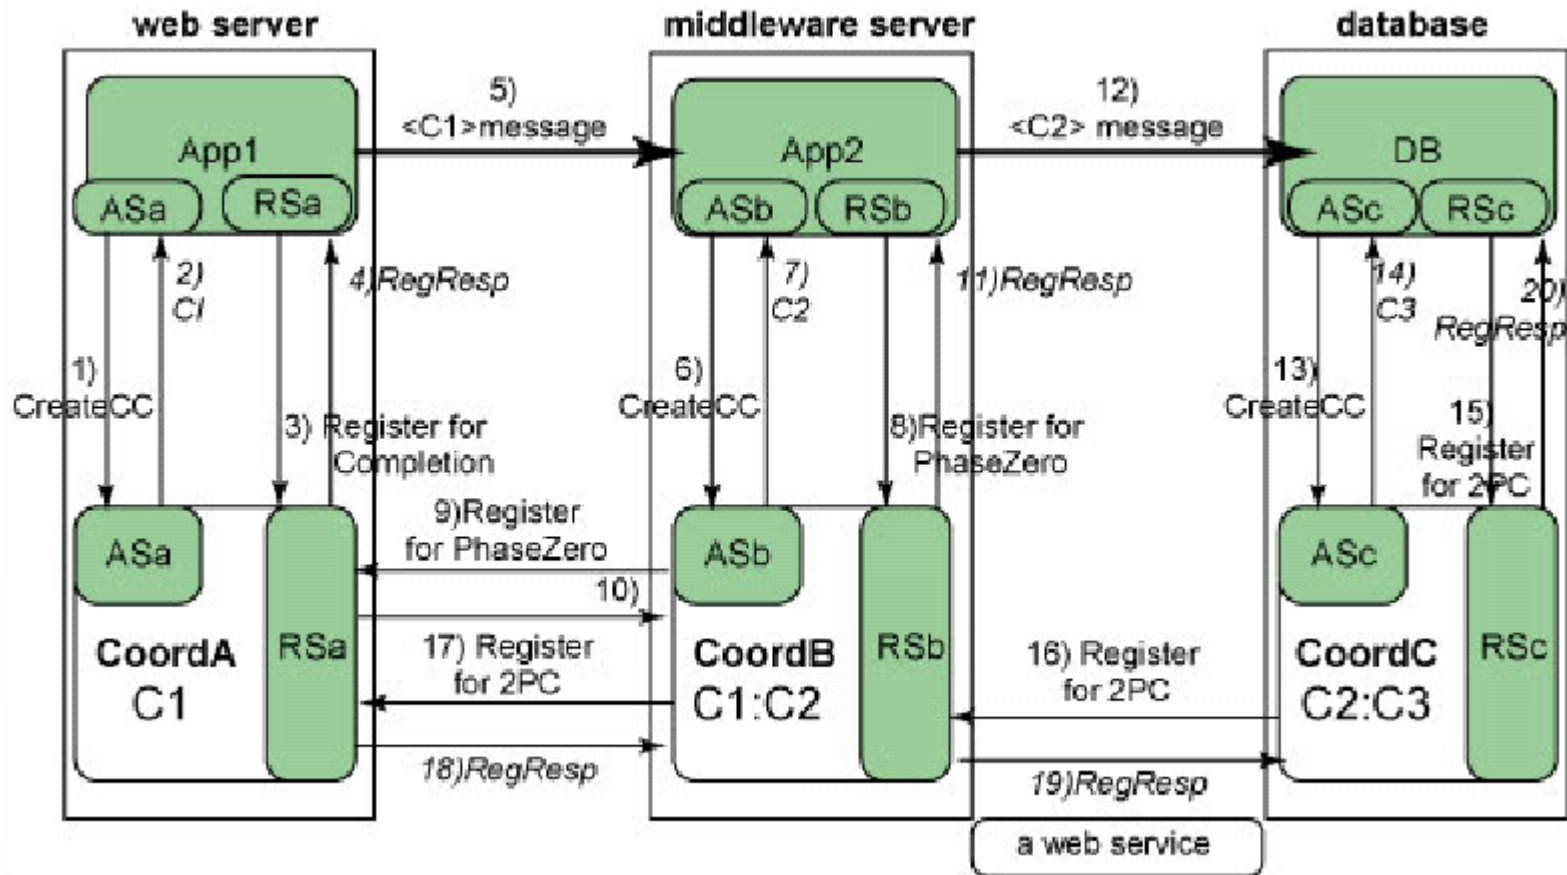 web server
middleware server
database
5)
<C1>message
12)
<C2> message
App1
App2
DB
ASa
RSa
ASb
RSb
ASc
RSc
2)
CI
4)RegResp
7)
C2
11)RegResp
14)
C3
20)
RegResp
1)
CreateCC
6)
CreateCC
13)
CreateCC
3) Register for
Completion
8)Register for
PhaseZero
15)
Register
for 2PC
9)Register
for PhaseZero
10)
ASa
ASb
ASc
CoordA
C1
RSa
17) Register
for 2PC
CoordB
C1:C2
RSb
16) Register
for 2PC
CoordC
C2:C3
RSc
18)RegResp
19)RegResp
a web service